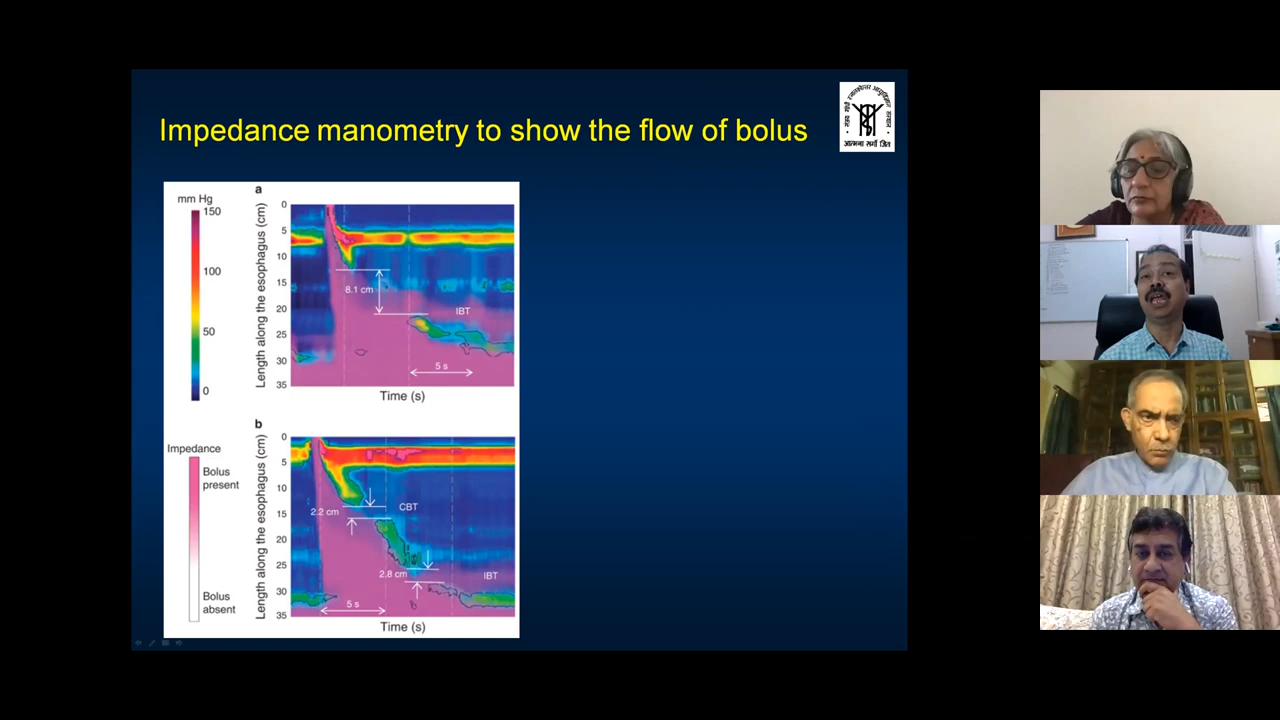 Impedance manometry to show the flow of bolus
आत्मना सर्मा
mm Hg
150
100
50
0
a
Length along the esophagus (cm)
0
5
10
15
20
25
30
35
8.1 cm
IBT
5 s
Time (s)
Impedance
Bolus
present
Bolus
absent
b
Length along the esophagus (cm)
0
5
10
15
20
25
30
35
2.2 cm
CBT
2.8 cm
IBT
5 s
Time (s)